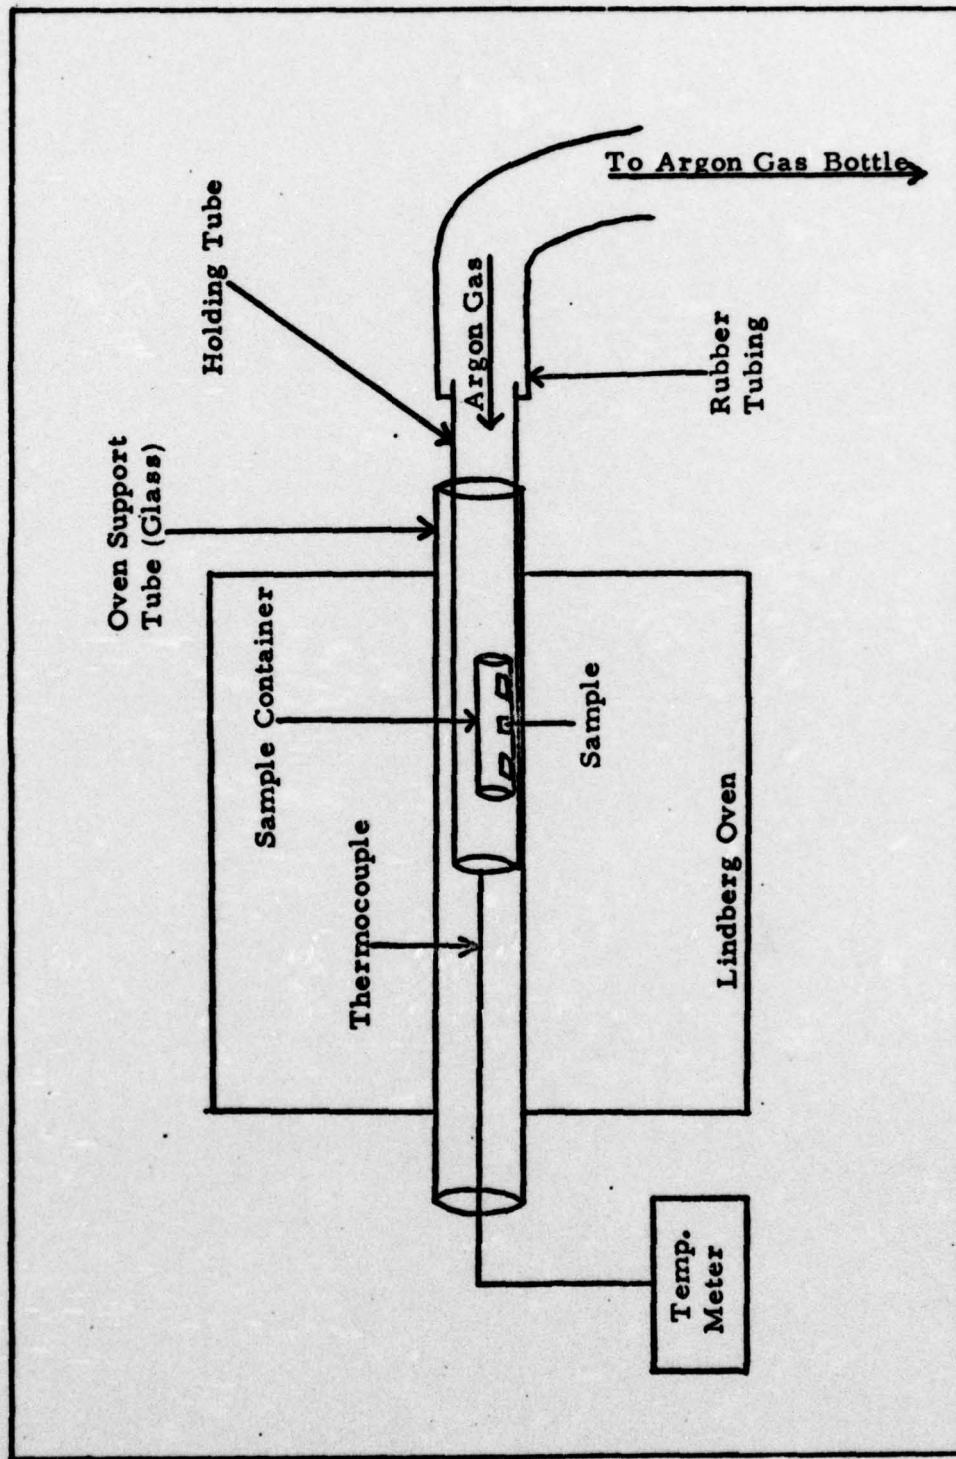 Oven Support
Tube (Glass)
Holding Tube
Sample Container
Thermocouple
Argon Gas
To Argon Gas Bottle
Sample
Rubber
Tubing
Lindberg Oven
Temp.
Meter